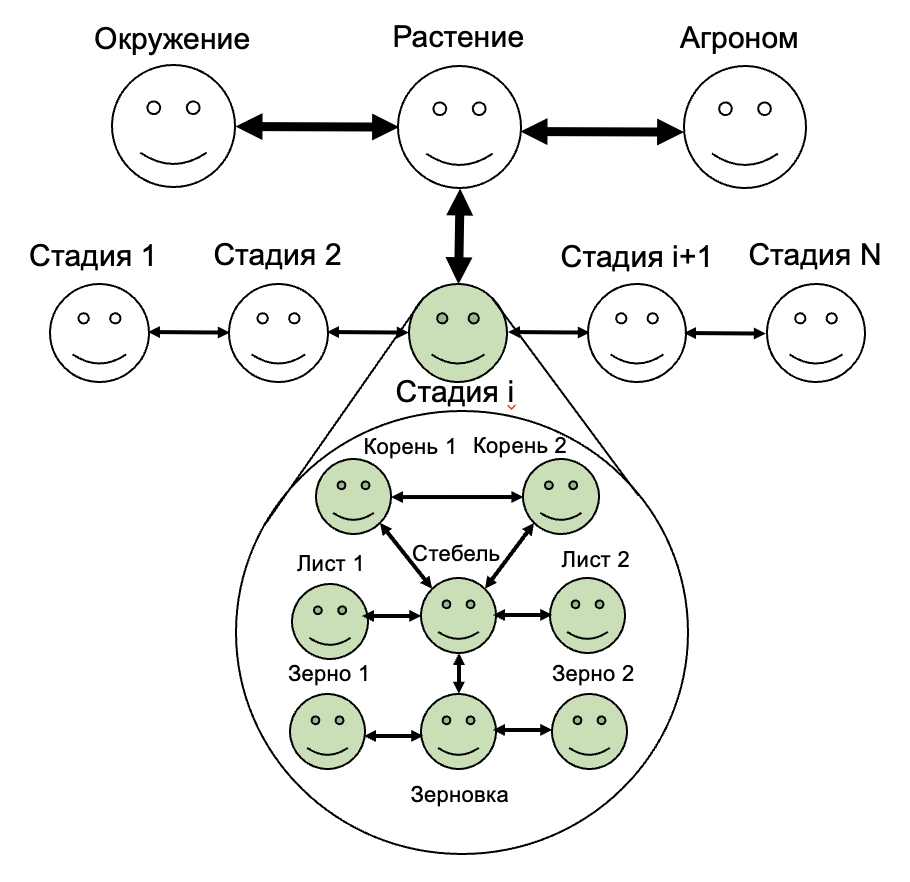 Окружение
Растение
Агроном
Стадия 1
Стадия 2
Стадия i+1
Стадия N
Стадия i
Корень 1
Корень 2
Стебель
Лист 1
Лист 2
Зерно 1
Зерно 2
Зерновка